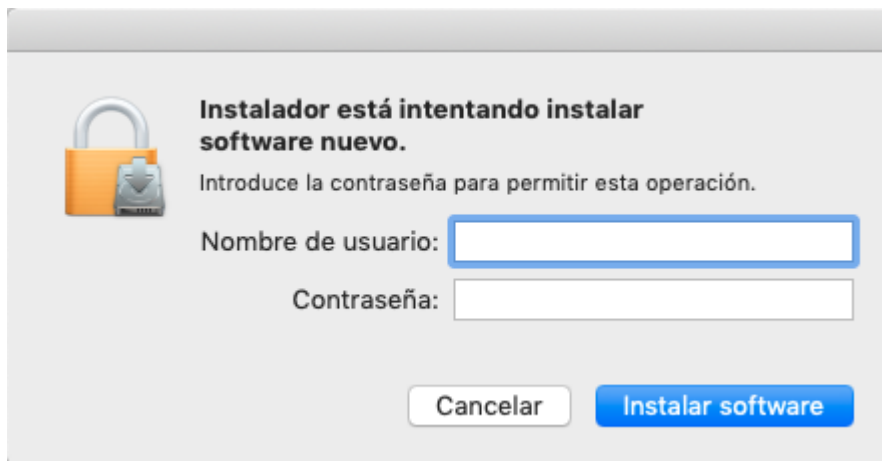 Instalador está intentando instalar
software nuevo.
Introduce la contraseña para permitir esta operación.
Nombre de usuario:
Contraseña:
Cancelar
Instalar software